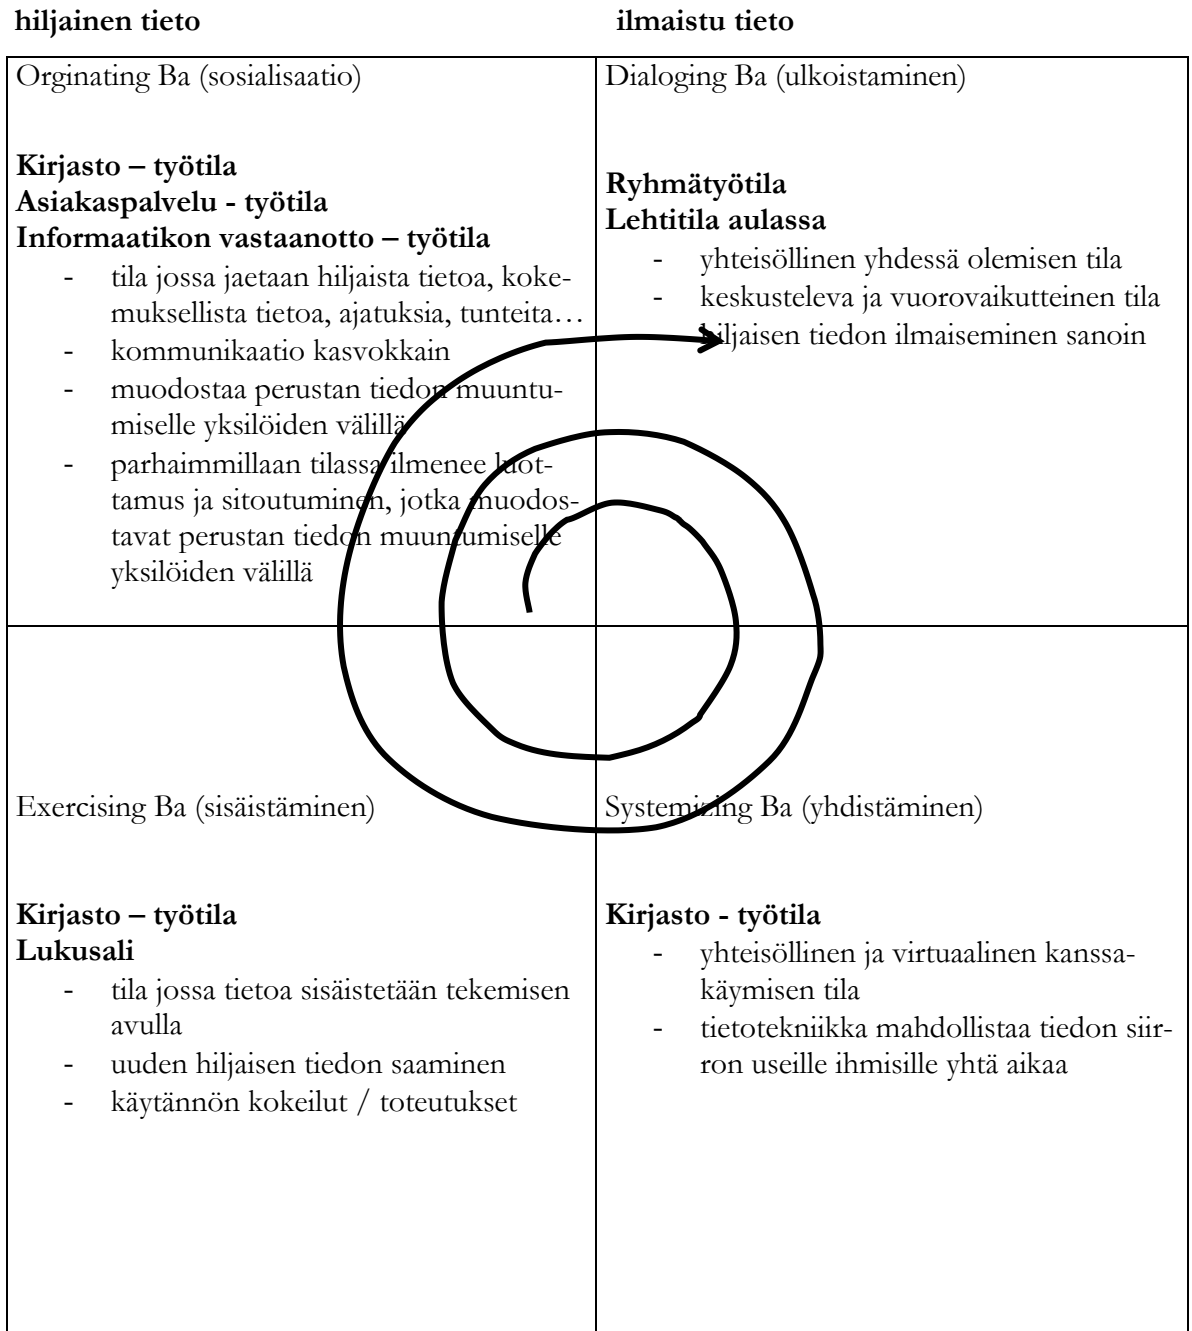 hiljainen tieto
ilmaistu tieto
Orginating Ba (sosialisaatio)
Kirjasto – työtila
Asiakaspalvelu - työtila
Informaatikon vastaanotto – työtila
- tila jossa jaetaan hiljaista tietoa, koke-
muksellista tietoa, ajatuksia, tunteita…
- kommunikaatio kasvokkain
- muodostaa perustan tiedon muuntu-
miselle yksilöiden välillä
- parhaimmillaan tilassa ilmenee luot-
tamus ja sitoutuminen, jotka muodos-
tavat perustan tiedon muuntumiselle
yksilöiden välillä
Dialoging Ba (ulkoistaminen)
Ryhmätyötila
Lehtitila aulassa
- yhteisöllinen yhdessä olemisen tila
- keskusteleva ja vuorovaikutteinen tila
hiljaisen tiedon ilmaiseminen sanoin
Exercising Ba (sisäistäminen)
Kirjasto – työtila
Lukusali
- tila jossa tietoa sisäistetään tekemisen
avulla
- uuden hiljaisen tiedon saaminen
- käytännön kokeilut / toteutukset
Systemizing Ba (yhdistäminen)
Kirjasto - työtila
- yhteisöllinen ja virtuaalinen kanssa-
käymisen tila
- tietotekniikka mahdollistaa tiedon siir-
ron useille ihmisille yhtä aikaa